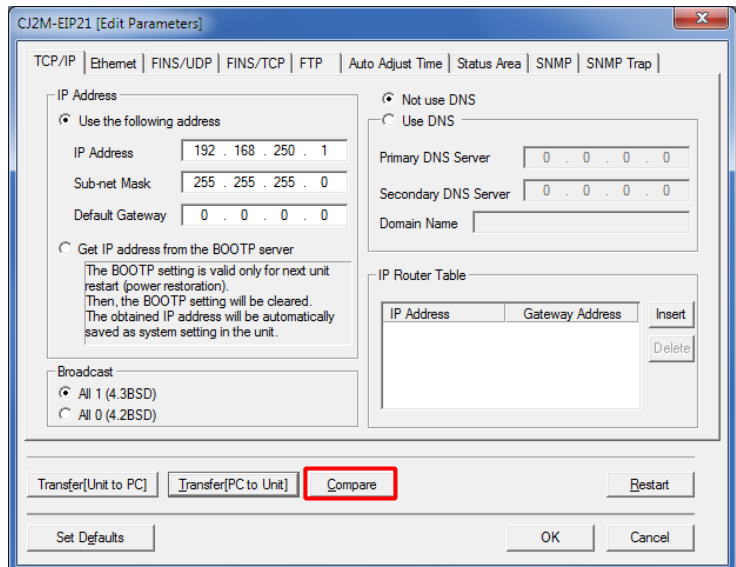 CJ2M-EIP21 [Edit Parameters]
TCP/IP Ethernet FINS/UDP FINS/TCP FTP Auto Adjust Time Status Area SNMP SNMP Trap
IP Address
Use the following address
IP Address 192 . 168 . 250 . 1
Sub-net Mask 255 . 255 . 255 . 0
Default Gateway 0 . 0 . 0 . 0
Get IP address from the BOOTP server
The BOOTP setting is valid only for next unit
restart (power restoration).
Then, the BOOTP setting will be cleared.
The obtained IP address will be automatically
saved as system setting in the unit.
Broadcast
All 1 (4.3BSD)
All 0 (4.2BSD)
Not use DNS
Use DNS
Primary DNS Server 0 . 0 . 0 . 0
Secondary DNS Server 0 . 0 . 0 . 0
Domain Name
IP Router Table
IP Address Gateway Address
Insert
Delete
Transfer[Unit to PC] Transfer[PC to Unit] Compare Restart
Set Defaults OK Cancel